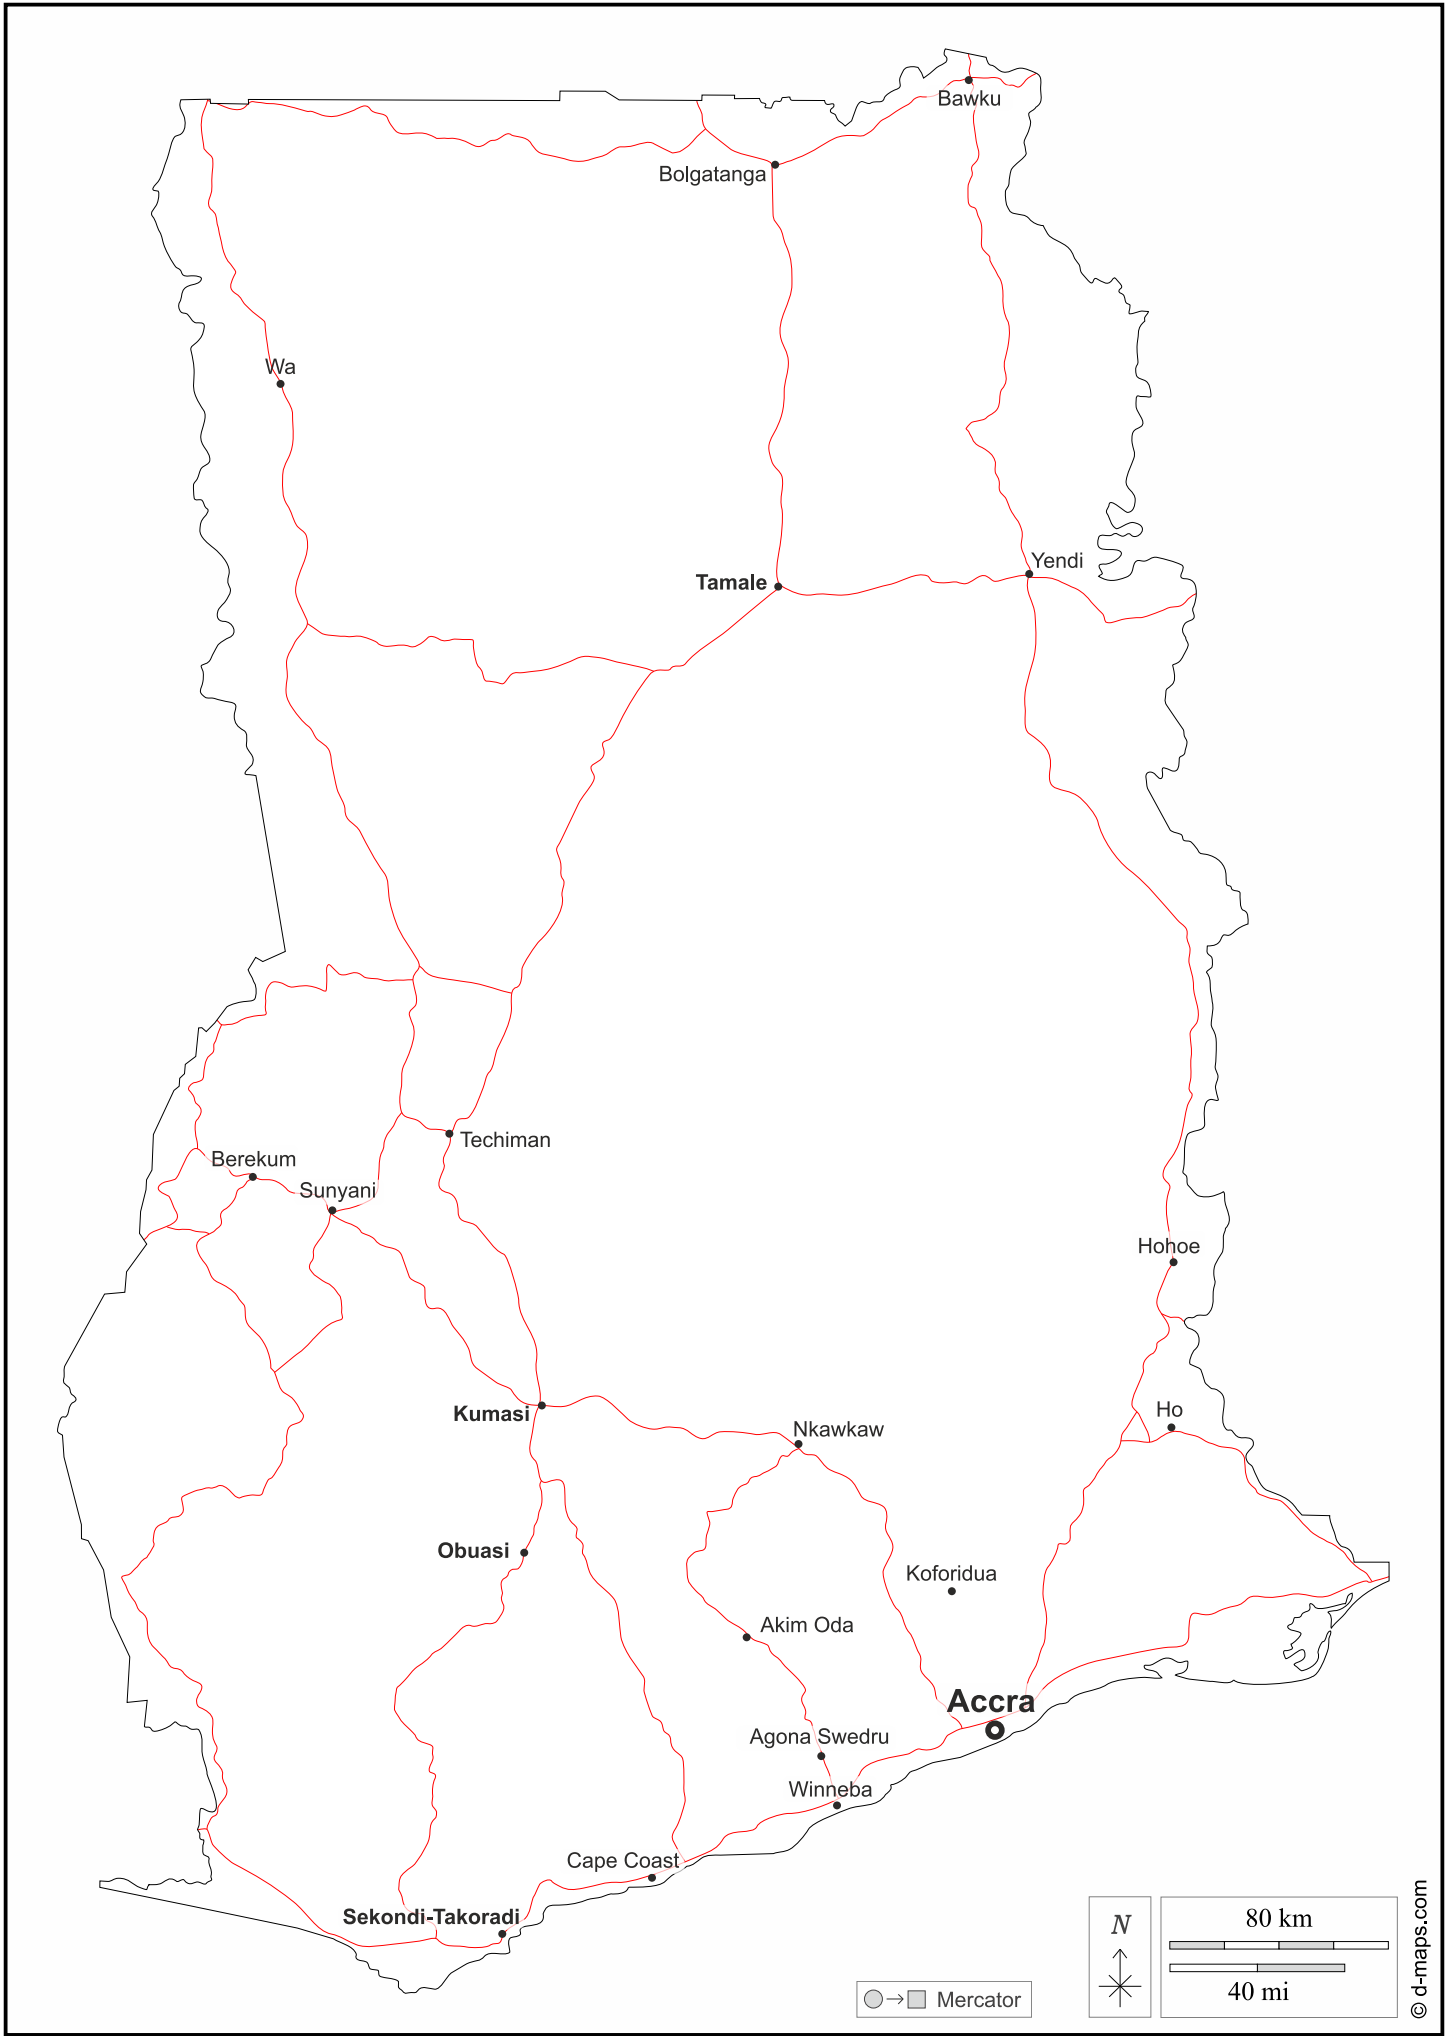 Bawku
Bolgatanga
Wa
Yendi
Tamale
Techiman
Berekum
Sunyani
Hohoe
Ho
Kumasi
Nkawkaw
Obuasi
Koforidua
Akim Oda
Accra
Agona Swedru
Winneba
Cape Coast
Sekondi-Takoradi
N
80 km
40 mi
Mercator
© d-maps.com